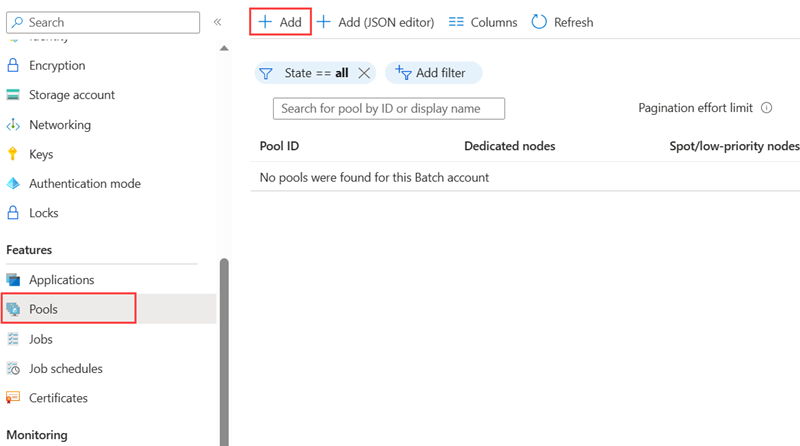 Search
«
Identity
Encryption
Storage account
Networking
Keys
Authentication mode
Locks
Features
Applications
Pools
Jobs
Job schedules
Certificates
Monitoring
+ Add + Add (JSON editor) Columns Refresh
State == all Add filter
Search for pool by ID or display name Pagination effort limit
Pool ID Dedicated nodes Spot/low-priority nodes
No pools were found for this Batch account